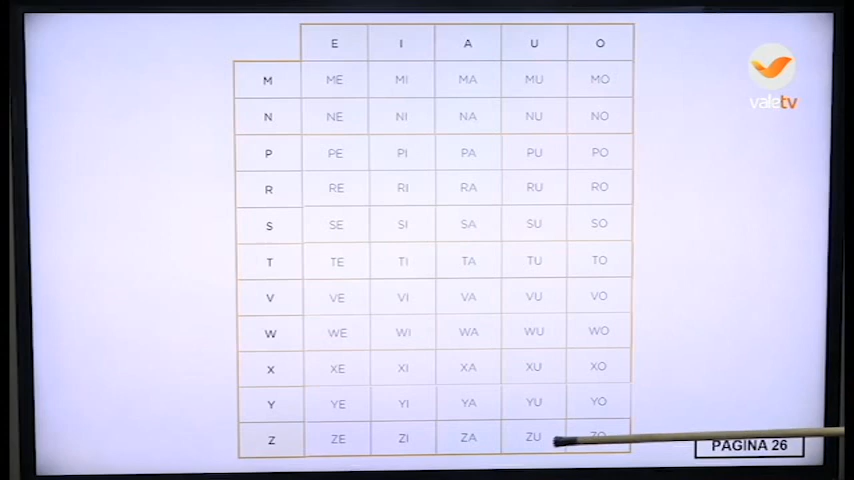 E I A U O
M ME MI MA MU MO
N NE NI NA NU NO
P PE PI PA PU PO
R RE RI RA RU RO
S SE SI SA SU SO
T TE TI TA TU TO
V VE VI VA VU VO
W WE WI WA WU WO
X XE XI XA XU XO
Y YE YI YA YU YO
Z ZE ZI ZA ZU ZO
valetv
PÁGINA 26